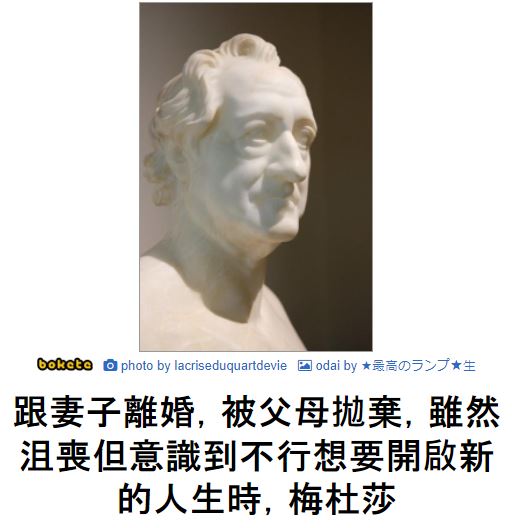 bokete photo by lacriseduquartdevie odai by ★最高のランプ★生
跟妻子離婚, 被父母拋棄, 雖然
沮喪但意識到不行想要開啟新
的人生時, 梅杜莎